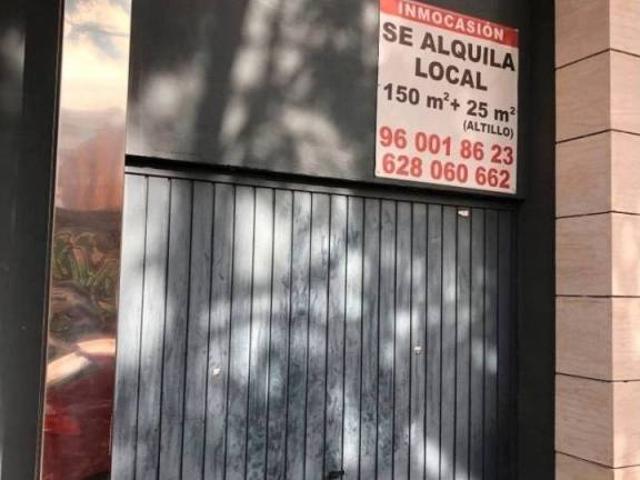 INMOCASIÓN
SE ALQUILA
LOCAL
150 m² + 25 m²
(ALTILLO)
96 001 86 23
628 060 662